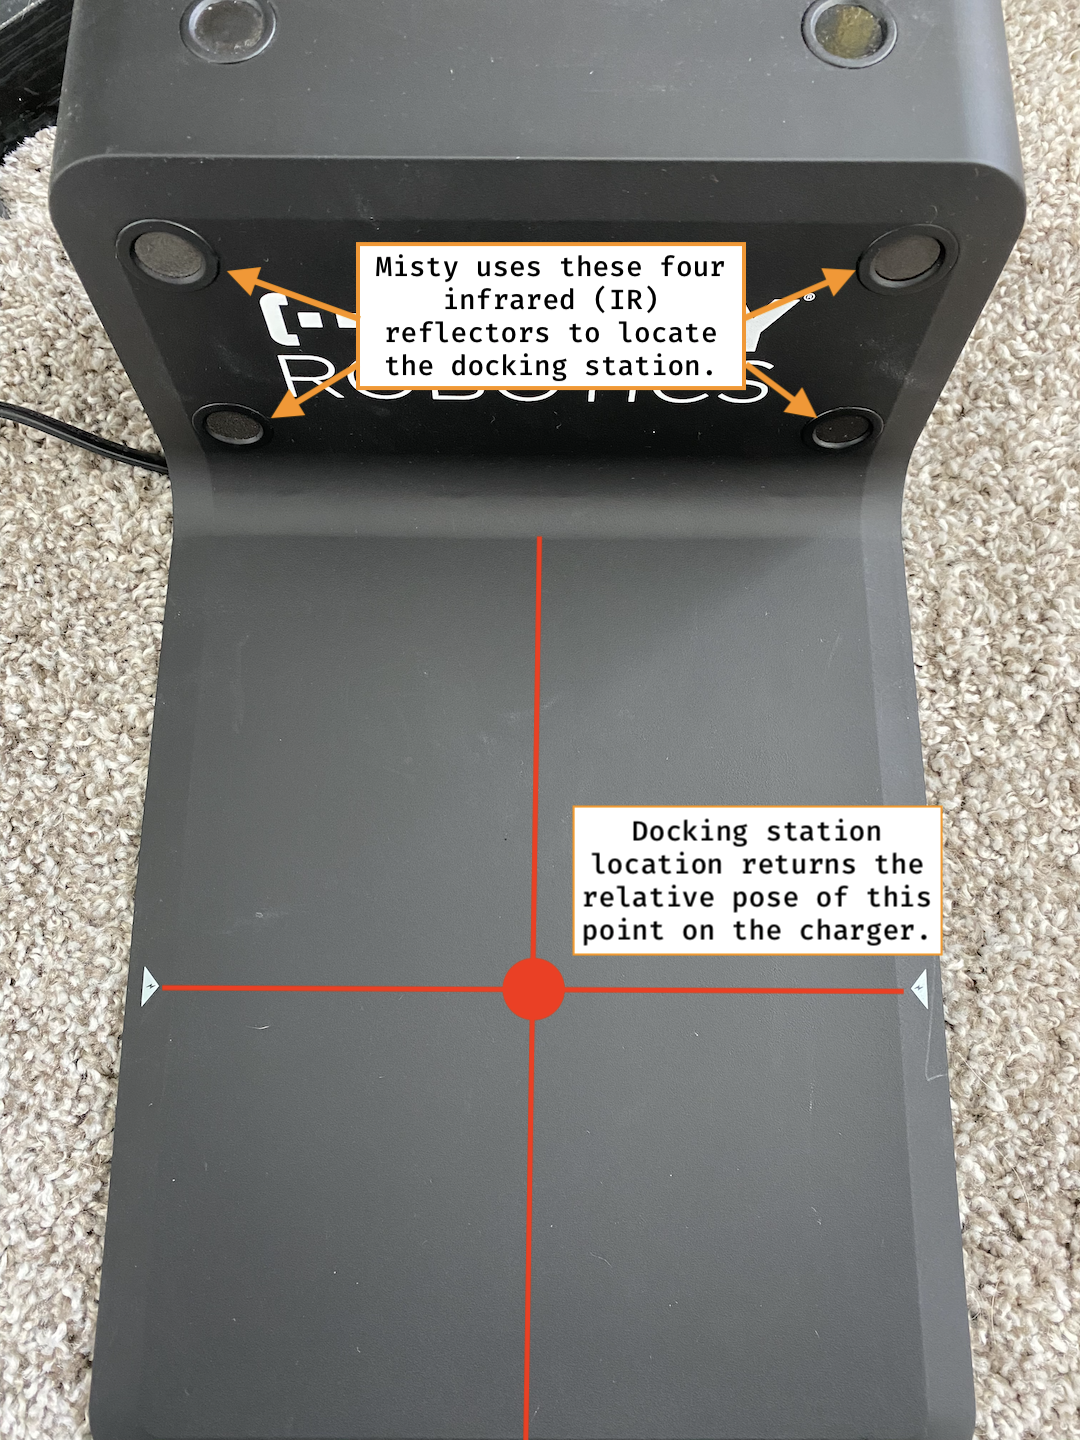 Misty uses these four
infrared (IR)
reflectors to locate
the docking station.
®
ROBOTICS
Docking station
location returns the
relative pose of this
point on the charger.